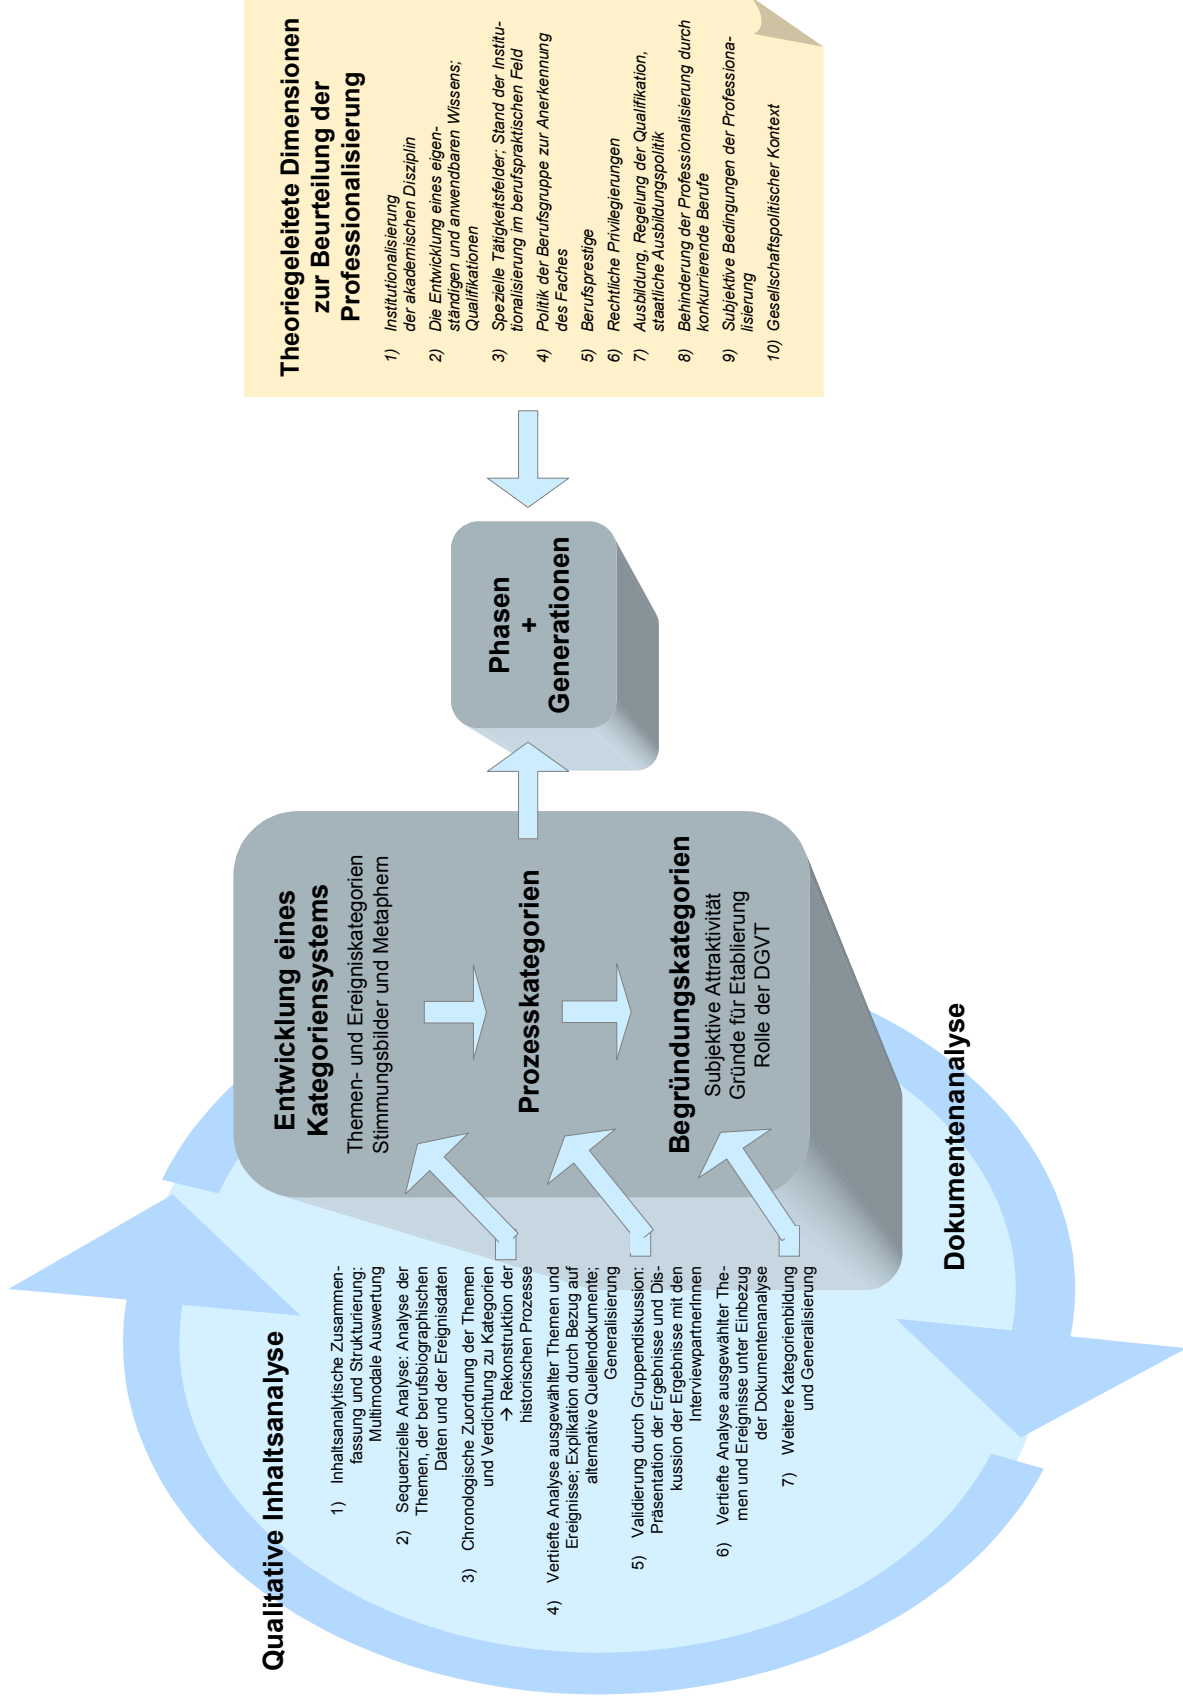 Qualitative Inhaltsanalyse
1) Inhaltsanalytische Zusammen-
fassung und Strukturierung:
Multimodale Auswertung
2) Sequenzielle Analyse: Analyse der
Themen, der berufsbiographischen
Daten und der Ereignisdaten
3) Chronologische Zuordnung der Themen
und Verdichtung zu Kategorien
→ Rekonstruktion der
historischen Prozesse
4) Vertiefte Analyse ausgewählter Themen und
Ereignisse; Explikation durch Bezug auf
alternative Quellendokumente;
Generalisierung
5) Validierung durch Gruppendiskussion:
Präsentation der Ergebnisse und Dis-
kussion der Ergebnisse mit den
InterviewpartnerInnen
6) Vertiefte Analyse ausgewählter The-
men und Ereignisse unter Einbezug
der Dokumentenanalyse
7) Weitere Kategorienbildung
und Generalisierung
Dokumentenanalyse
Entwicklung eines
Kategoriensystems
Themen- und Ereigniskategorien
Stimmungsbilder und Metaphern
Prozesskategorien
Begründungskategorien
Subjektive Attraktivität
Gründe für Etablierung
Rolle der DGVT
Phasen
+
Generationen
Theoriegeleitete Dimensionen
zur Beurteilung der
Professionalisierung
1) Institutionalisierung
der akademischen Disziplin
2) Die Entwicklung eines eigen-
ständigen und anwendbaren Wissens;
Qualifikationen
3) Spezielle Tätigkeitsfelder; Stand der Institu-
tionalisierung im berufspraktischen Feld
4) Politik der Berufsgruppe zur Anerkennung
des Faches
5) Berufsprestige
6) Rechtliche Privilegierungen
7) Ausbildung, Regelung der Qualifikation,
staatliche Ausbildungspolitik
8) Behinderung der Professionalisierung durch
konkurrierende Berufe
9) Subjektive Bedingungen der Professiona-
lisierung
10) Gesellschaftspolitischer Kontext